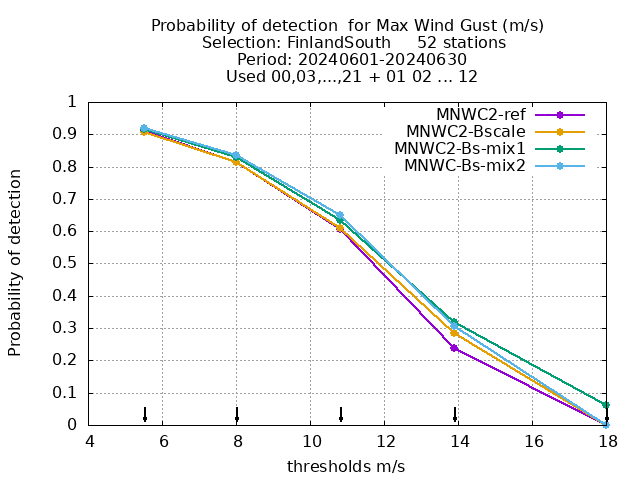 Probability of detection  for Max Wind Gust (m/s)
Selection: FinlandSouth     52 stations
Period: 20240601-20240630
Used 00,03,...,21 + 01 02 ... 12
MNWC2-ref
MNWC2-Bscale
MNWC2-Bs-mix1
MNWC-Bs-mix2
Probability of detection
1
0.9
0.8
0.7
0.6
0.5
0.4
0.3
0.2
0.1
0
4 6 8 10 12 14 16 18
thresholds m/s